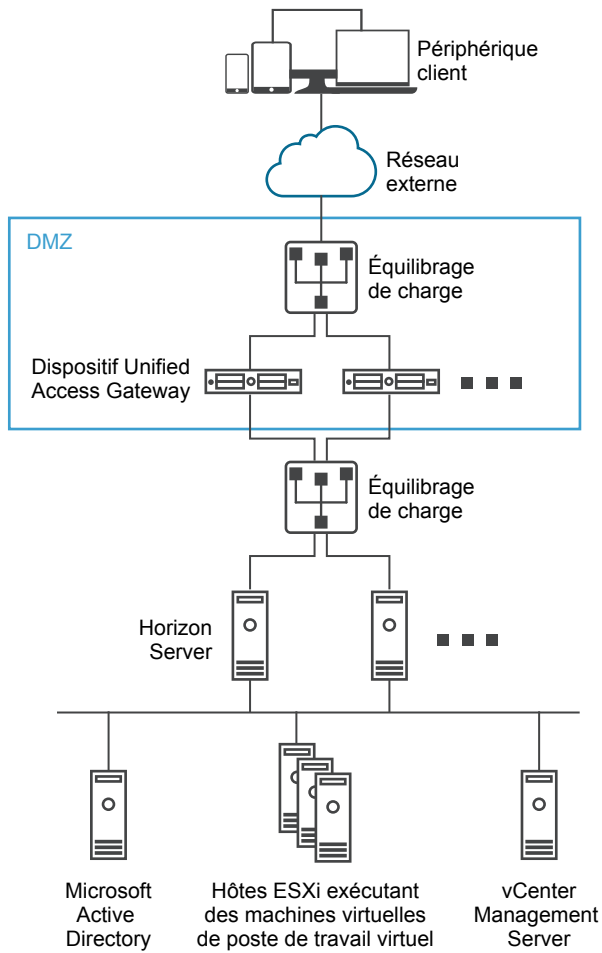 Périphérique
client
Réseau
externe
DMZ
Équilibrage
de charge
Dispositif Unified
Access Gateway
Équilibrage
de charge
Horizon
Server
Microsoft
Active
Directory
Hôtes ESXi exécutant
des machines virtuelles
de poste de travail virtuel
vCenter
Management
Server